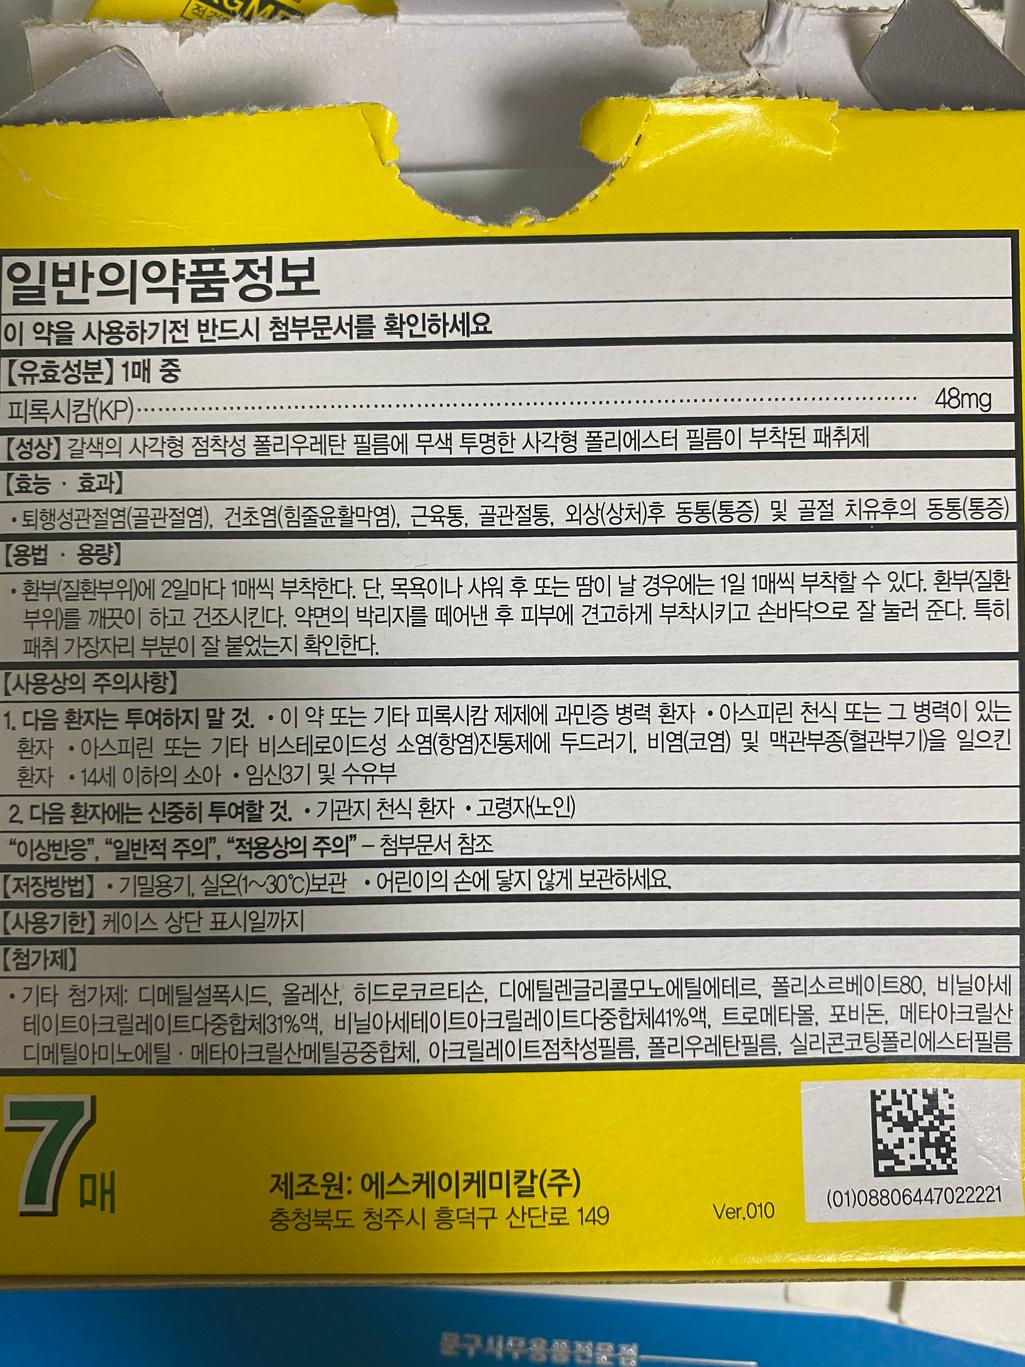 일반의약품정보
이 약을 사용하기전 반드시 첨부문서를 확인하세요
【유효성분】 1매 중
피록시캄(KP)⋯⋯⋯⋯⋯⋯⋯⋯⋯⋯⋯⋯⋯⋯⋯⋯ 48mg
【성상】 갈색의 사각형 점착성 폴리우레탄 필름에 무색 투명한 사각형 폴리에스터 필름이 부착된 패취제
【효능 · 효과】
• 퇴행성관절염(골관절염), 건초염(힘줄윤활막염), 근육통, 골관절통, 외상(상처)후 동통(통증) 및 골절 치유후의 동통(통증)
【용법 · 용량】
• 환부(질환부위)에 2일마다 1매씩 부착한다. 단, 목욕이나 샤워 후 또는 땀이 날 경우에는 1일 1매씩 부착할 수 있다. 환부(질환
부위)를 깨끗이 하고 건조시킨다. 약면의 박리지를 떼어낸 후 피부에 견고하게 부착시키고 손바닥으로 잘 눌러 준다. 특히
패취 가장자리 부분이 잘 붙었는지 확인한다.
【사용상의 주의사항】
1. 다음 환자는 투여하지 말 것. • 이 약 또는 기타 피록시캄 제제에 과민증 병력 환자 • 아스피린 천식 또는 그 병력이 있는
환자 • 아스피린 또는 기타 비스테로이드성 소염(항염)진통제에 두드러기, 비염(코염) 및 맥관부종(혈관부기)을 일으킨
환자 • 14세 이하의 소아 • 임신3기 및 수유부
2. 다음 환자에는 신중히 투여할 것. • 기관지 천식 환자 • 고령자(노인)
“이상반응”, “일반적 주의”, “적용상의 주의” – 첨부문서 참조
【저장방법】 • 기밀용기, 실온(1~30℃)보관 • 어린이의 손에 닿지 않게 보관하세요.
【사용기한】 케이스 상단 표시일까지
【첨가제】
• 기타 첨가제: 디메틸설폭시드, 올레산, 히드로코르티손, 디에틸렌글리콜모노에틸에테르, 폴리소르베이트80, 비닐아세
테이트아크릴레이트다중합체31%액, 비닐아세테이트아크릴레이트다중합체41%액, 트로메타몰, 포비돈, 메타아크릴산
디메틸아미노에틸 · 메타아크릴산메틸공중합체, 아크릴레이트점착성필름, 폴리우레탄필름, 실리콘코팅폴리에스터필름
7매
제조원: 에스케이케미칼(주)
충청북도 청주시 흥덕구 산단로 149
Ver.010
(01)08806447022221
문구사무용품전문점